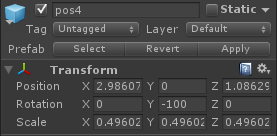 pos4 Static
Tag Untagged Layer Default
Prefab Select Revert Apply
Transform
Position X 2.98607 Y 0 Z 1.08629
Rotation X 0 Y -100 Z 0
Scale X 0.49602 Y 0.49602 Z 0.49602